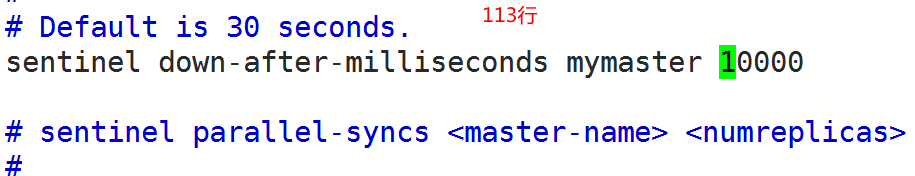 #
# Default is 30 seconds.
113行
sentinel down-after-milliseconds mymaster 10000
# sentinel parallel-syncs <master-name> <numreplicas>
#